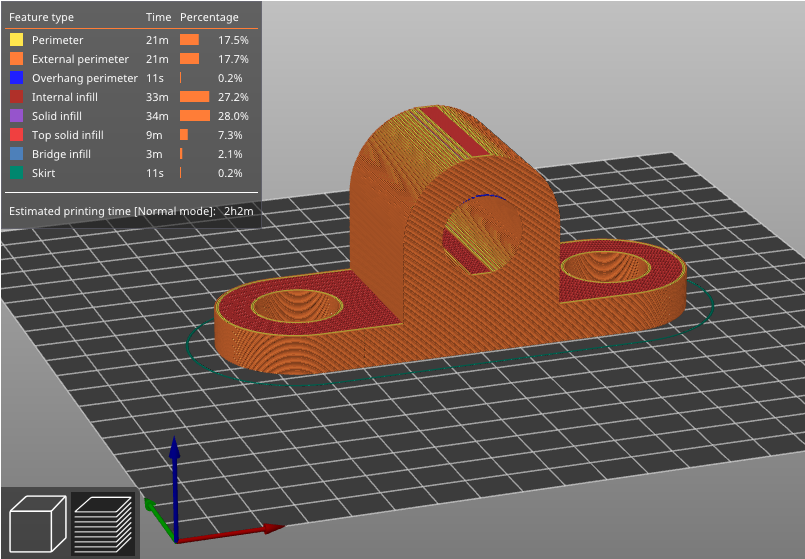 Feature type Time Percentage
Perimeter 21m 17.5%
External perimeter 21m 17.7%
Overhang perimeter 11s 0.2%
Internal infill 33m 27.2%
Solid infill 34m 28.0%
Top solid infill 9m 7.3%
Bridge infill 3m 2.1%
Skirt 11s 0.2%
Estimated printing time [Normal mode]: 2h2m